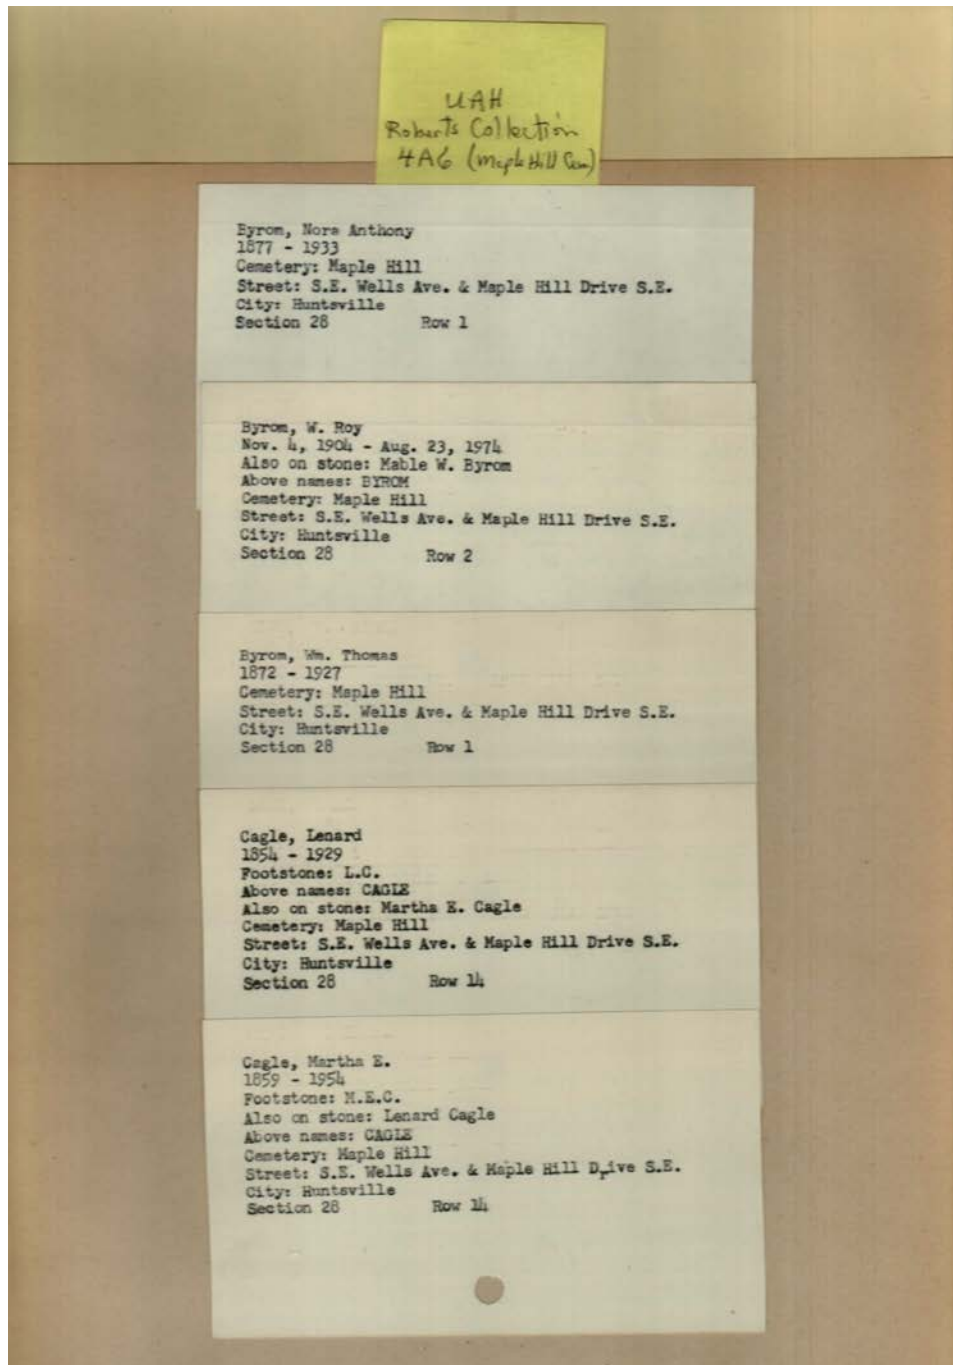 UAH
Roberts Collection
4A6 (Maple Hill Cem)
Byrom, Nora Anthony
1877 - 1933
Cemetery: Maple Hill
Street: S.E. Wells Ave. & Maple Hill Drive S.E.
City: Huntsville
Section 28 Row 1
Byrom, W. Roy
Nov. 4, 1904 - Aug. 23, 1974
Also on stone: Mable W. Byrom
Above names: BYROM
Cemetery: Maple Hill
Street: S.E. Wells Ave. & Maple Hill Drive S.E.
City: Huntsville
Section 28 Row 2
Byrom, Wm. Thomas
1872 - 1927
Cemetery: Maple Hill
Street: S.E. Wells Ave. & Maple Hill Drive S.E.
City: Huntsville
Section 28 Row 1
Cagle, Lenard
1854 - 1929
Footstone: L.C.
Above names: CAGLE
Also on stone: Martha E. Cagle
Cemetery: Maple Hill
Street: S.E. Wells Ave. & Maple Hill Drive S.E.
City: Huntsville
Section 28 Row 14
Cagle, Martha E.
1859 - 1954
Footstone: M.E.C.
Also on stone: Lenard Cagle
Above names: CAGLE
Cemetery: Maple Hill
Street: S.E. Wells Ave. & Maple Hill Drive S.E.
City: Huntsville
Section 28 Row 14